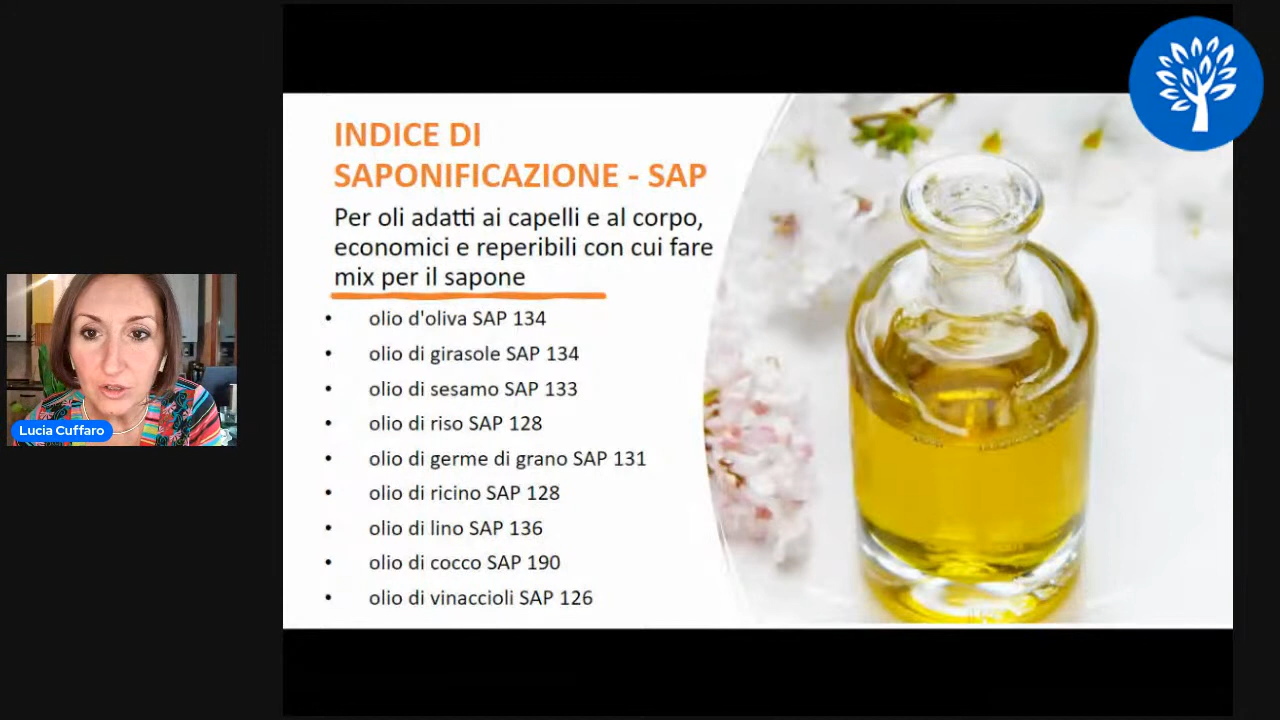 INDICE DI
SAPONIFICAZIONE - SAP
Per oli adatti ai capelli e al corpo,
economici e reperibili con cui fare
mix per il sapone
• olio d'oliva SAP 134
• olio di girasole SAP 134
• olio di sesamo SAP 133
• olio di riso SAP 128
• olio di germe di grano SAP 131
• olio di ricino SAP 128
• olio di lino SAP 136
• olio di cocco SAP 190
• olio di vinaccioli SAP 126
Lucia Cuffaro